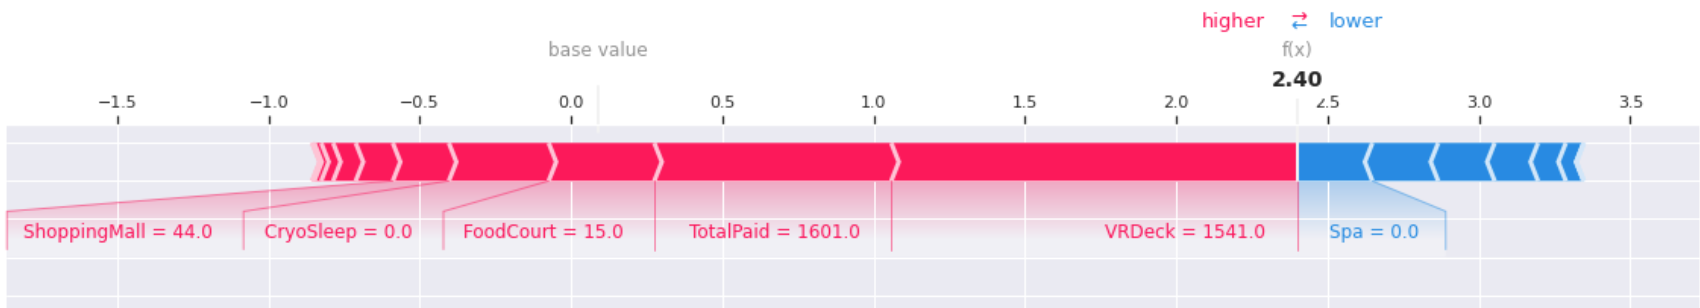 higher ⇄ lower
base value f(x)
2.40
−1.5 −1.0 −0.5 0.0 0.5 1.0 1.5 2.0 2.5 3.0 3.5
ShoppingMall = 44.0 CryoSleep = 0.0 FoodCourt = 15.0 TotalPaid = 1601.0 VRDeck = 1541.0 Spa = 0.0